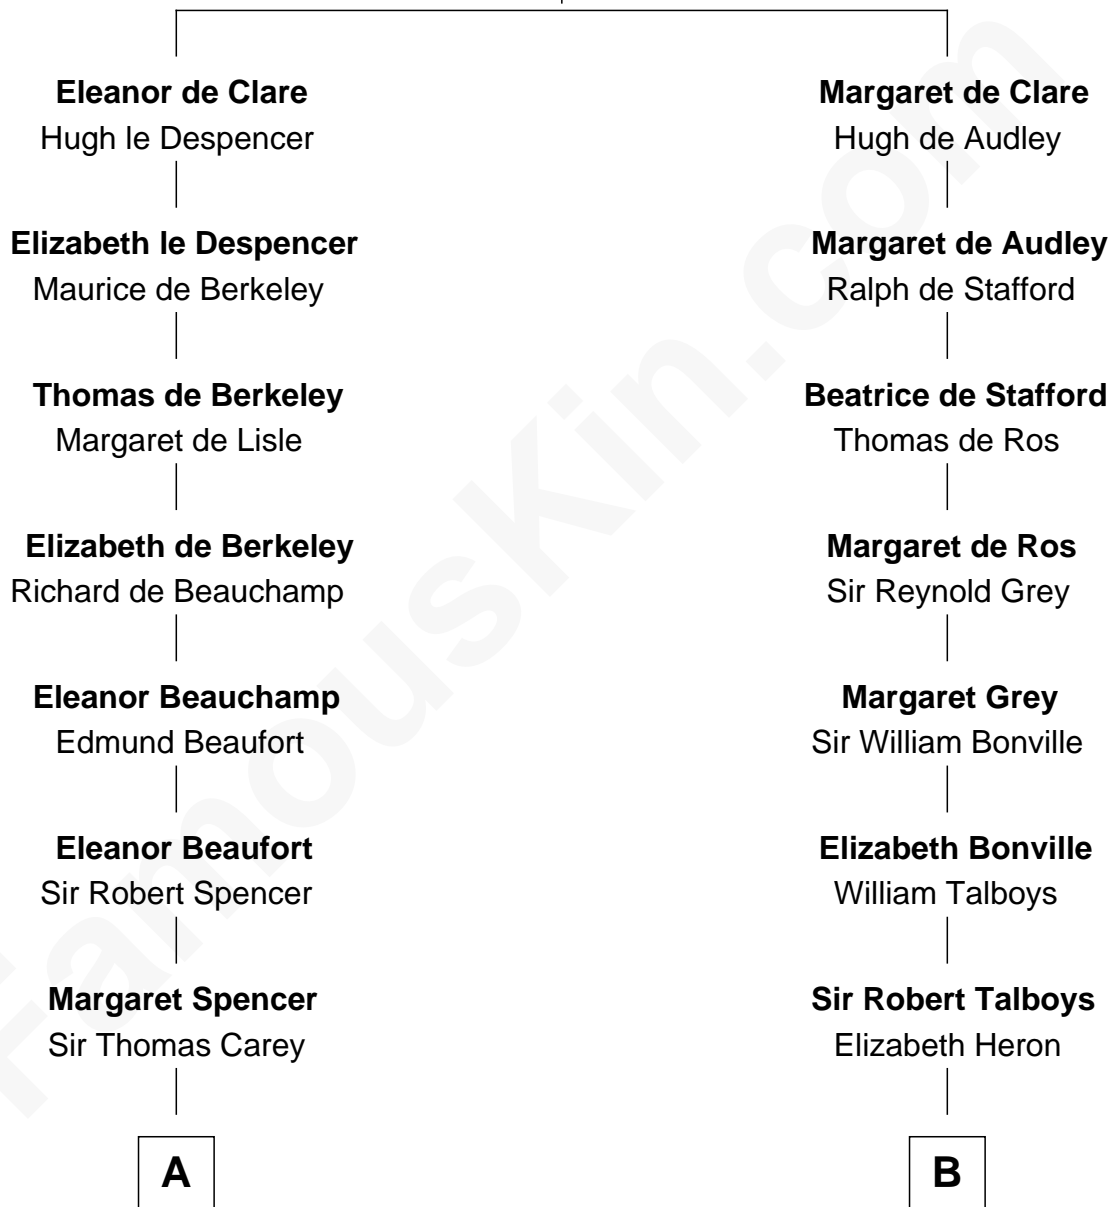 Eleanor de Clare
Hugh le Despencer
Elizabeth le Despencer
Maurice de Berkeley
Thomas de Berkeley
Margaret de Lisle
Elizabeth de Berkeley
Richard de Beauchamp
Eleanor Beauchamp
Edmund Beaufort
Eleanor Beaufort
Sir Robert Spencer
Margaret Spencer
Sir Thomas Carey
A
Margaret de Clare
Hugh de Audley
Margaret de Audley
Ralph de Stafford
Beatrice de Stafford
Thomas de Ros
Margaret de Ros
Sir Reynold Grey
Margaret Grey
Sir William Bonville
Elizabeth Bonville
William Talboys
Sir Robert Talboys
Elizabeth Heron
B
FamousKin.com